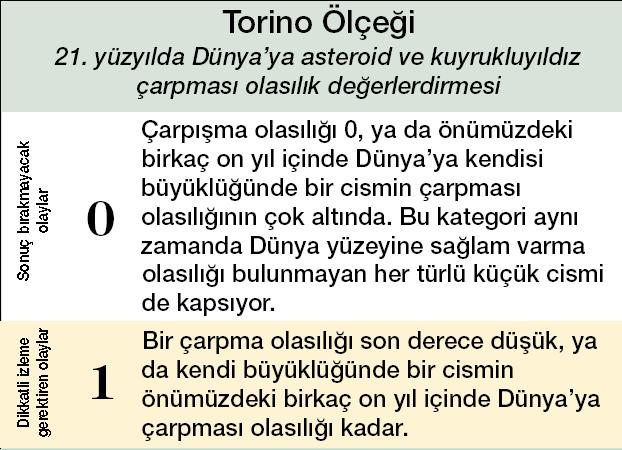 Torino Ölçeği
21. yüzyılda Dünya’ya asteroid ve kuyrukluyıldız
çarpması olasılık değerlerdirmesi
Sonuç bırakmayacak
olaylar
0
Çarpışma olasılığı 0, ya da önümüzdeki
birkaç on yıl içinde Dünya’ya kendisi
büyüklüğünde bir cismin çarpması
olasılığının çok altında. Bu kategori aynı
zamanda Dünya yüzeyine sağlam varma
olasılığı bulunmayan her türlü küçük cismi
de kapsıyor.
Dikkatli izleme
gerektiren olaylar
1
Bir çarpma olasılığı son derece düşük, ya
da kendi büyüklüğünde bir cismin
önümüzdeki birkaç on yıl içinde Dünya’ya
çarpması olasılığı kadar.